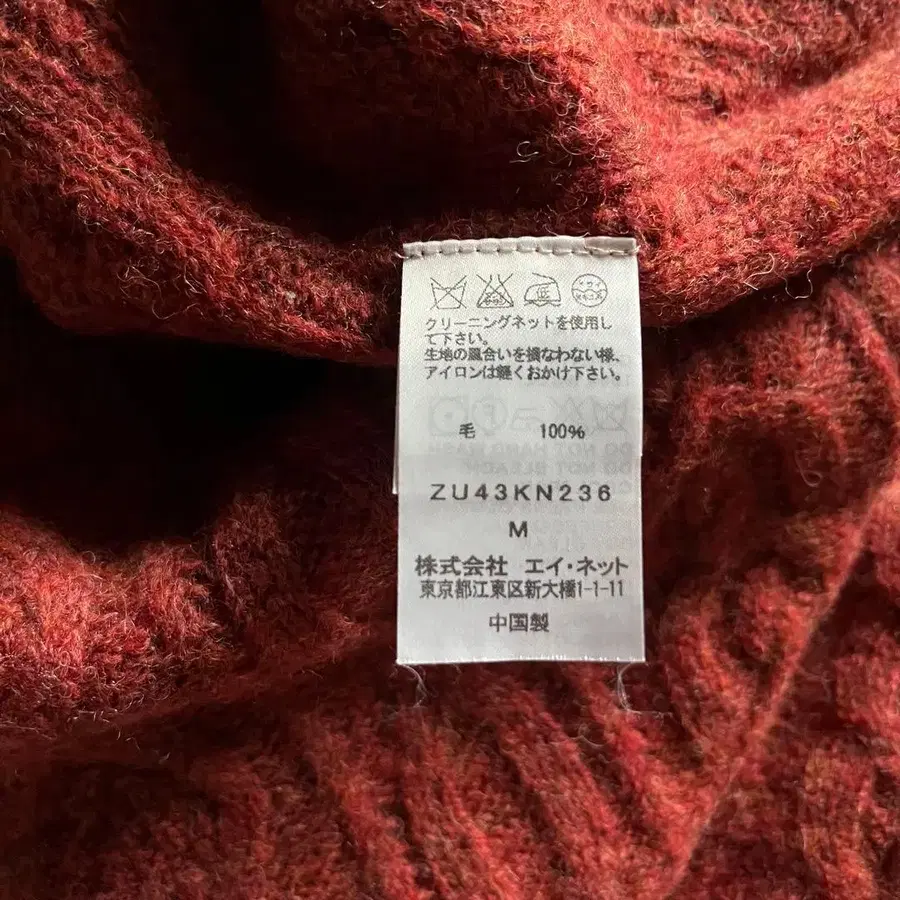 クリーニングネットを使用し
て下さい。
生地の風合いを損なわない様、
アイロンは軽くおかけ下さい。
毛 100%
ZU43KN236
M
株式会社 エイ・ネット
東京都江東区新大橋1-1-11
中国製